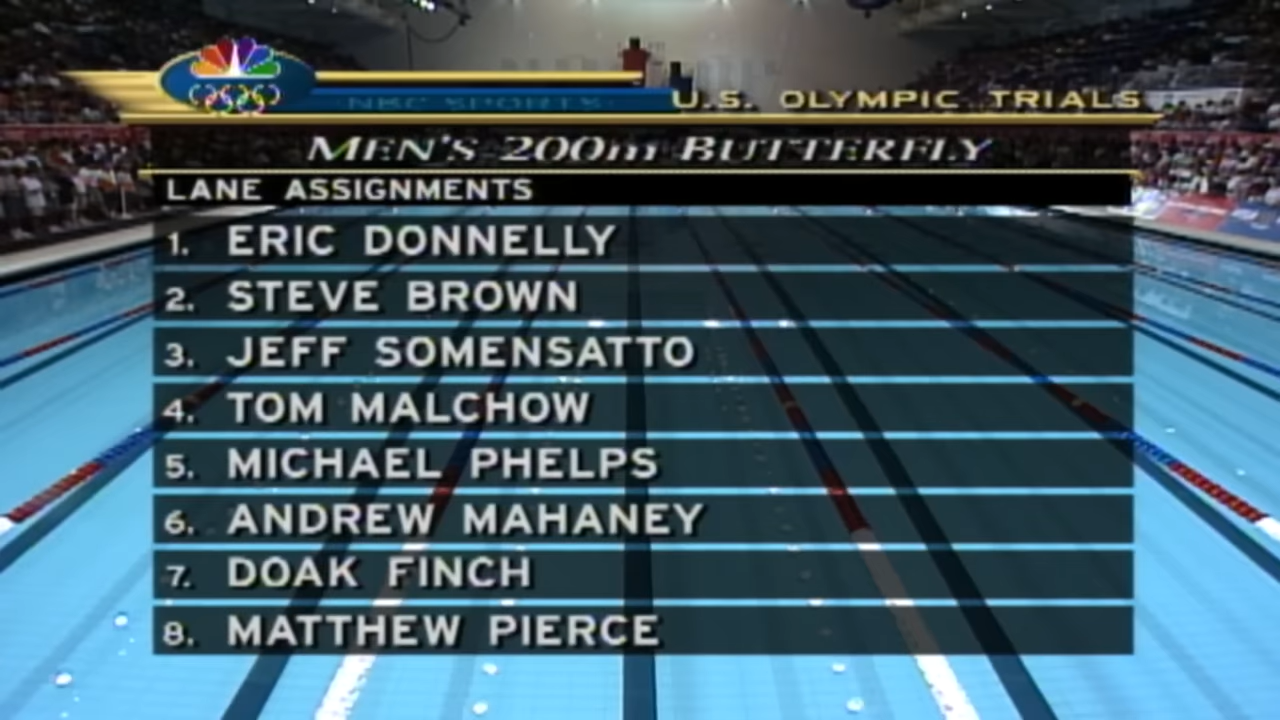 NBC SPORTS
U.S. OLYMPIC TRIALS
MEN'S 200m BUTTERFLY
LANE ASSIGNMENTS
1. ERIC DONNELLY
2. STEVE BROWN
3. JEFF SOMENSATTO
4. TOM MALCHOW
5. MICHAEL PHELPS
6. ANDREW MAHANEY
7. DOAK FINCH
8. MATTHEW PIERCE